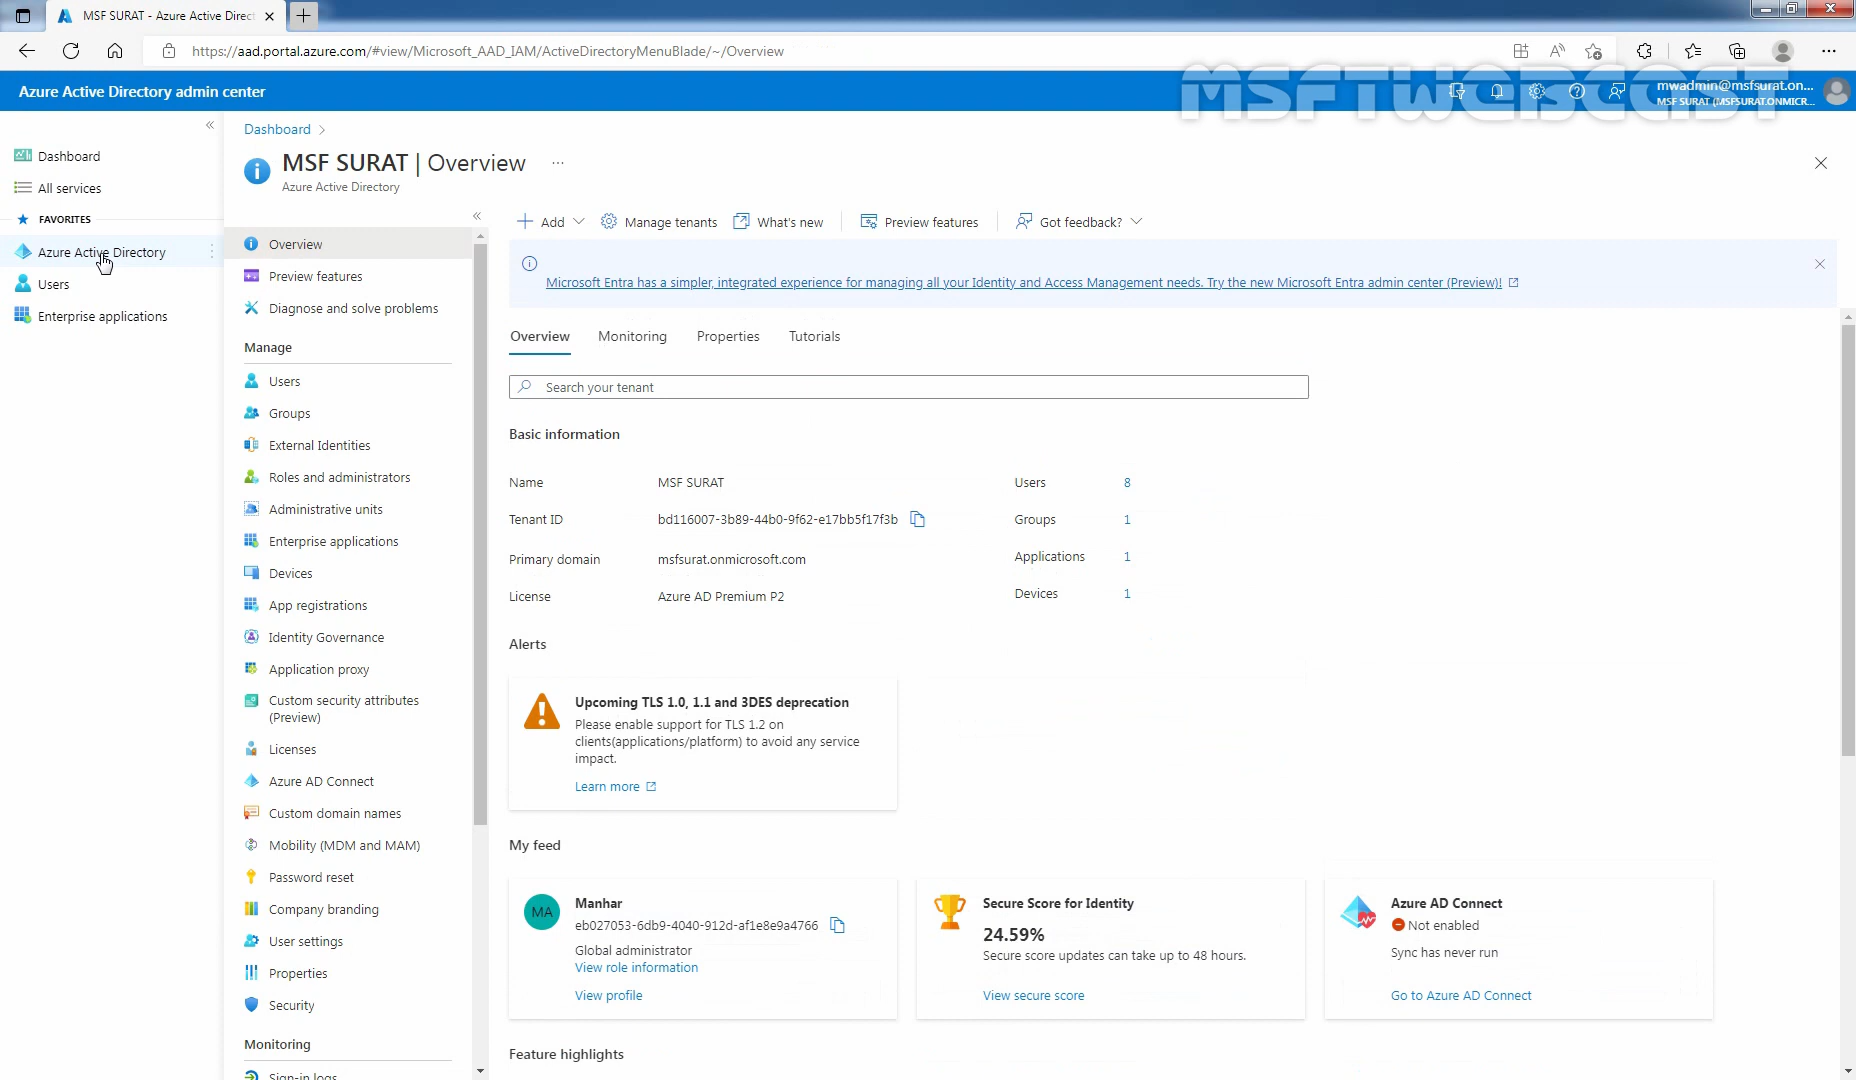 MSF SURAT - Azure Active Direct
https://aad.portal.azure.com/#view/Microsoft_AAD_IAM/ActiveDirectoryMenuBlade/~/Overview
MSFTWEBCAST
Azure Active Directory admin center
mwadmin@msfsurat.on...
MSF SURAT (MSFSURAT.ONMICR...
Dashboard
All services
FAVORITES
Azure Active Directory
Users
Enterprise applications
Dashboard
MSF SURAT | Overview ...
Azure Active Directory
Overview
Preview features
Diagnose and solve problems
Manage
Users
Groups
External Identities
Roles and administrators
Administrative units
Enterprise applications
Devices
App registrations
Identity Governance
Application proxy
Custom security attributes
(Preview)
Licenses
Azure AD Connect
Custom domain names
Mobility (MDM and MAM)
Password reset
Company branding
User settings
Properties
Security
Monitoring
Sign-in logs
Add Manage tenants What's new Preview features Got feedback?
Microsoft Entra has a simpler, integrated experience for managing all your Identity and Access Management needs. Try the new Microsoft Entra admin center (Preview)!
Overview Monitoring Properties Tutorials
Search your tenant
Basic information
Name MSF SURAT Users 8
Tenant ID bd116007-3b89-44b0-9f62-e17bb5f17f3b Groups 1
Primary domain msfsurat.onmicrosoft.com Applications 1
License Azure AD Premium P2 Devices 1
Alerts
Upcoming TLS 1.0, 1.1 and 3DES deprecation
Please enable support for TLS 1.2 on
clients(applications/platform) to avoid any service
impact.
Learn more
My feed
MA
Manhar
eb027053-6db9-4040-912d-af1e8e9a4766
Global administrator
View role information
View profile
Secure Score for Identity
24.59%
Secure score updates can take up to 48 hours.
View secure score
Azure AD Connect
Not enabled
Sync has never run
Go to Azure AD Connect
Feature highlights